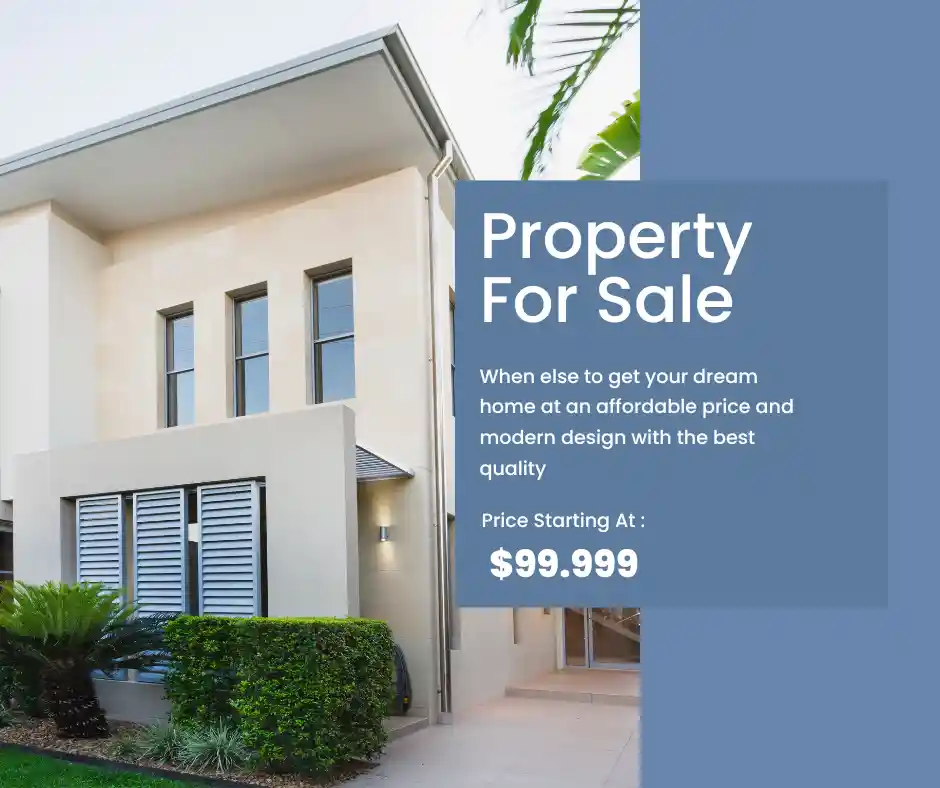 Property
For Sale
When else to get your dream
home at an affordable price and
modern design with the best
quality
Price Starting At :
$99.999